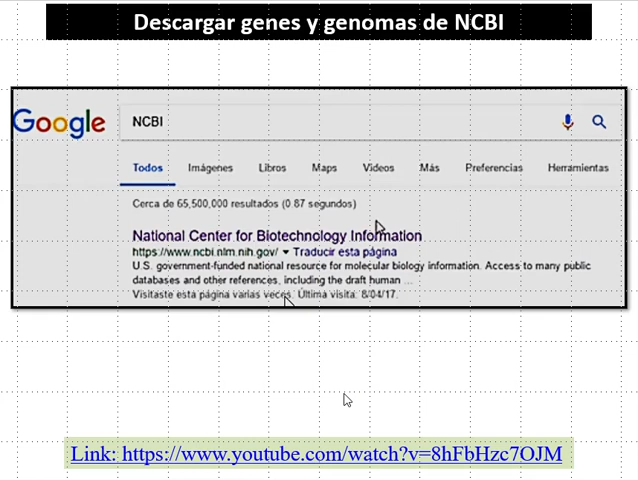 Descargar genes y genomas de NCBI
Google
NCBI
Todos Imágenes Libros Maps Videos Más Preferencias Herramientas
Cerca de 65,500,000 resultados (0.87 segundos)
National Center for Biotechnology Information
https://www.ncbi.nlm.nih.gov/ ▾ Traducir esta página
U.S. government-funded national resource for molecular biology information. Access to many public
databases and other references, including the draft human ...
Visitaste esta página varias veces. Última visita: 8/04/17.
Link: https://www.youtube.com/watch?v=8hFbHzc7OJM